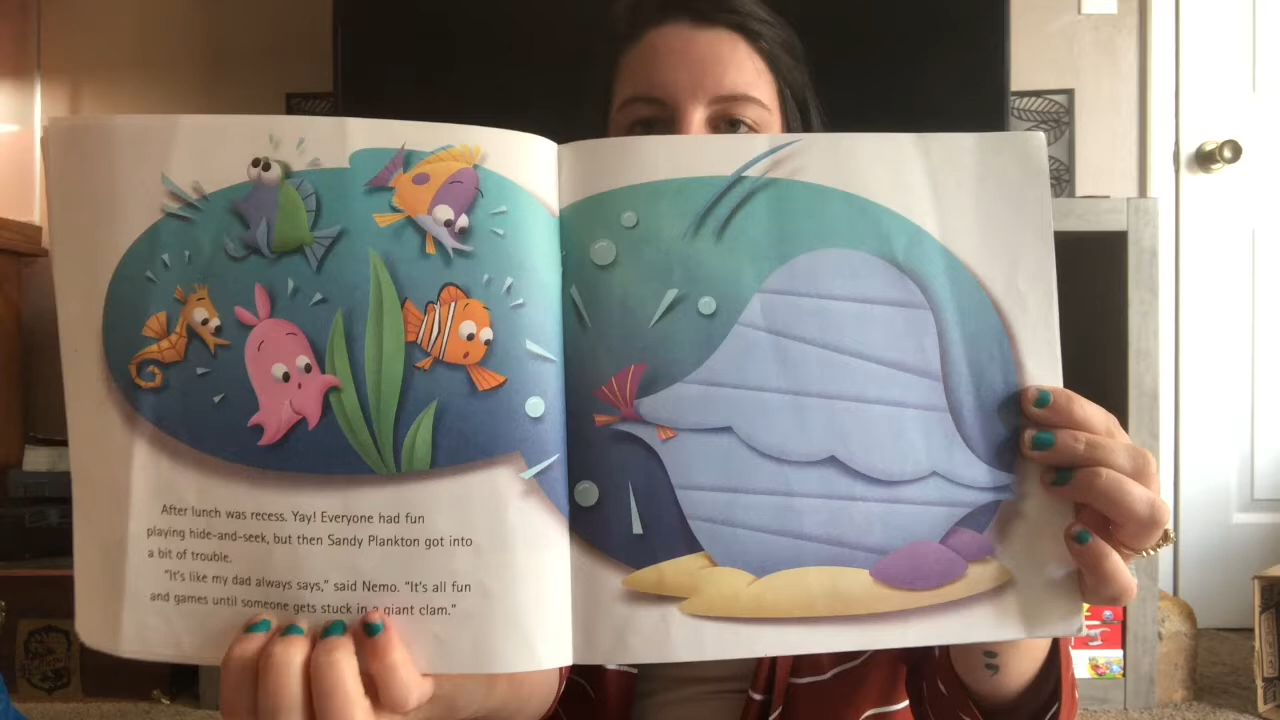 After lunch was recess. Yay! Everyone had fun
playing hide-and-seek, but then Sandy Plankton got into
a bit of trouble.
"It's like my dad always says," said Nemo. "It's all fun
and games until someone gets stuck in a giant clam."